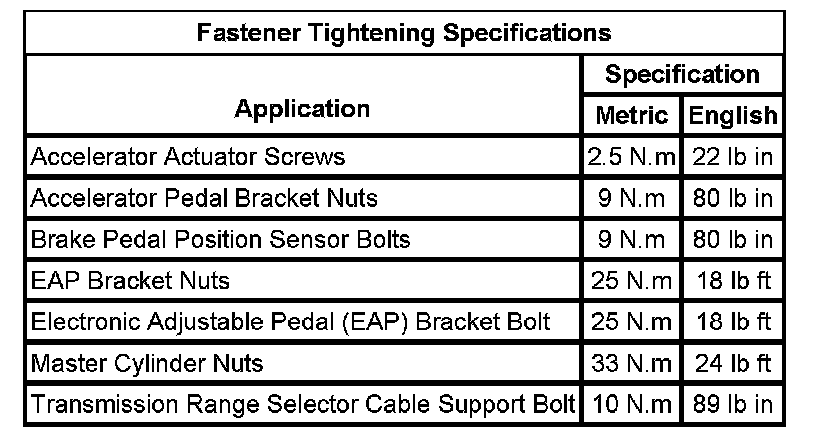 Fastener Tightening Specifications
Specification
Application
Metric English
Accelerator Actuator Screws 2.5 N.m 22 lb in
Accelerator Pedal Bracket Nuts 9 N.m 80 lb in
Brake Pedal Position Sensor Bolts 9 N.m 80 lb in
EAP Bracket Nuts 25 N.m 18 lb ft
Electronic Adjustable Pedal (EAP) Bracket Bolt 25 N.m 18 lb ft
Master Cylinder Nuts 33 N.m 24 lb ft
Transmission Range Selector Cable Support Bolt 10 N.m 89 lb in